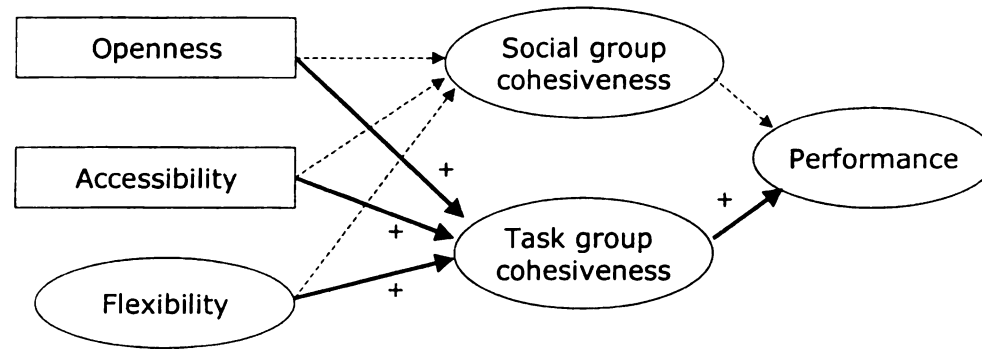 Openness
Social group
cohesiveness
Accessibility
Performance
+
+
+
Task group
cohesiveness
+
Flexibility
+